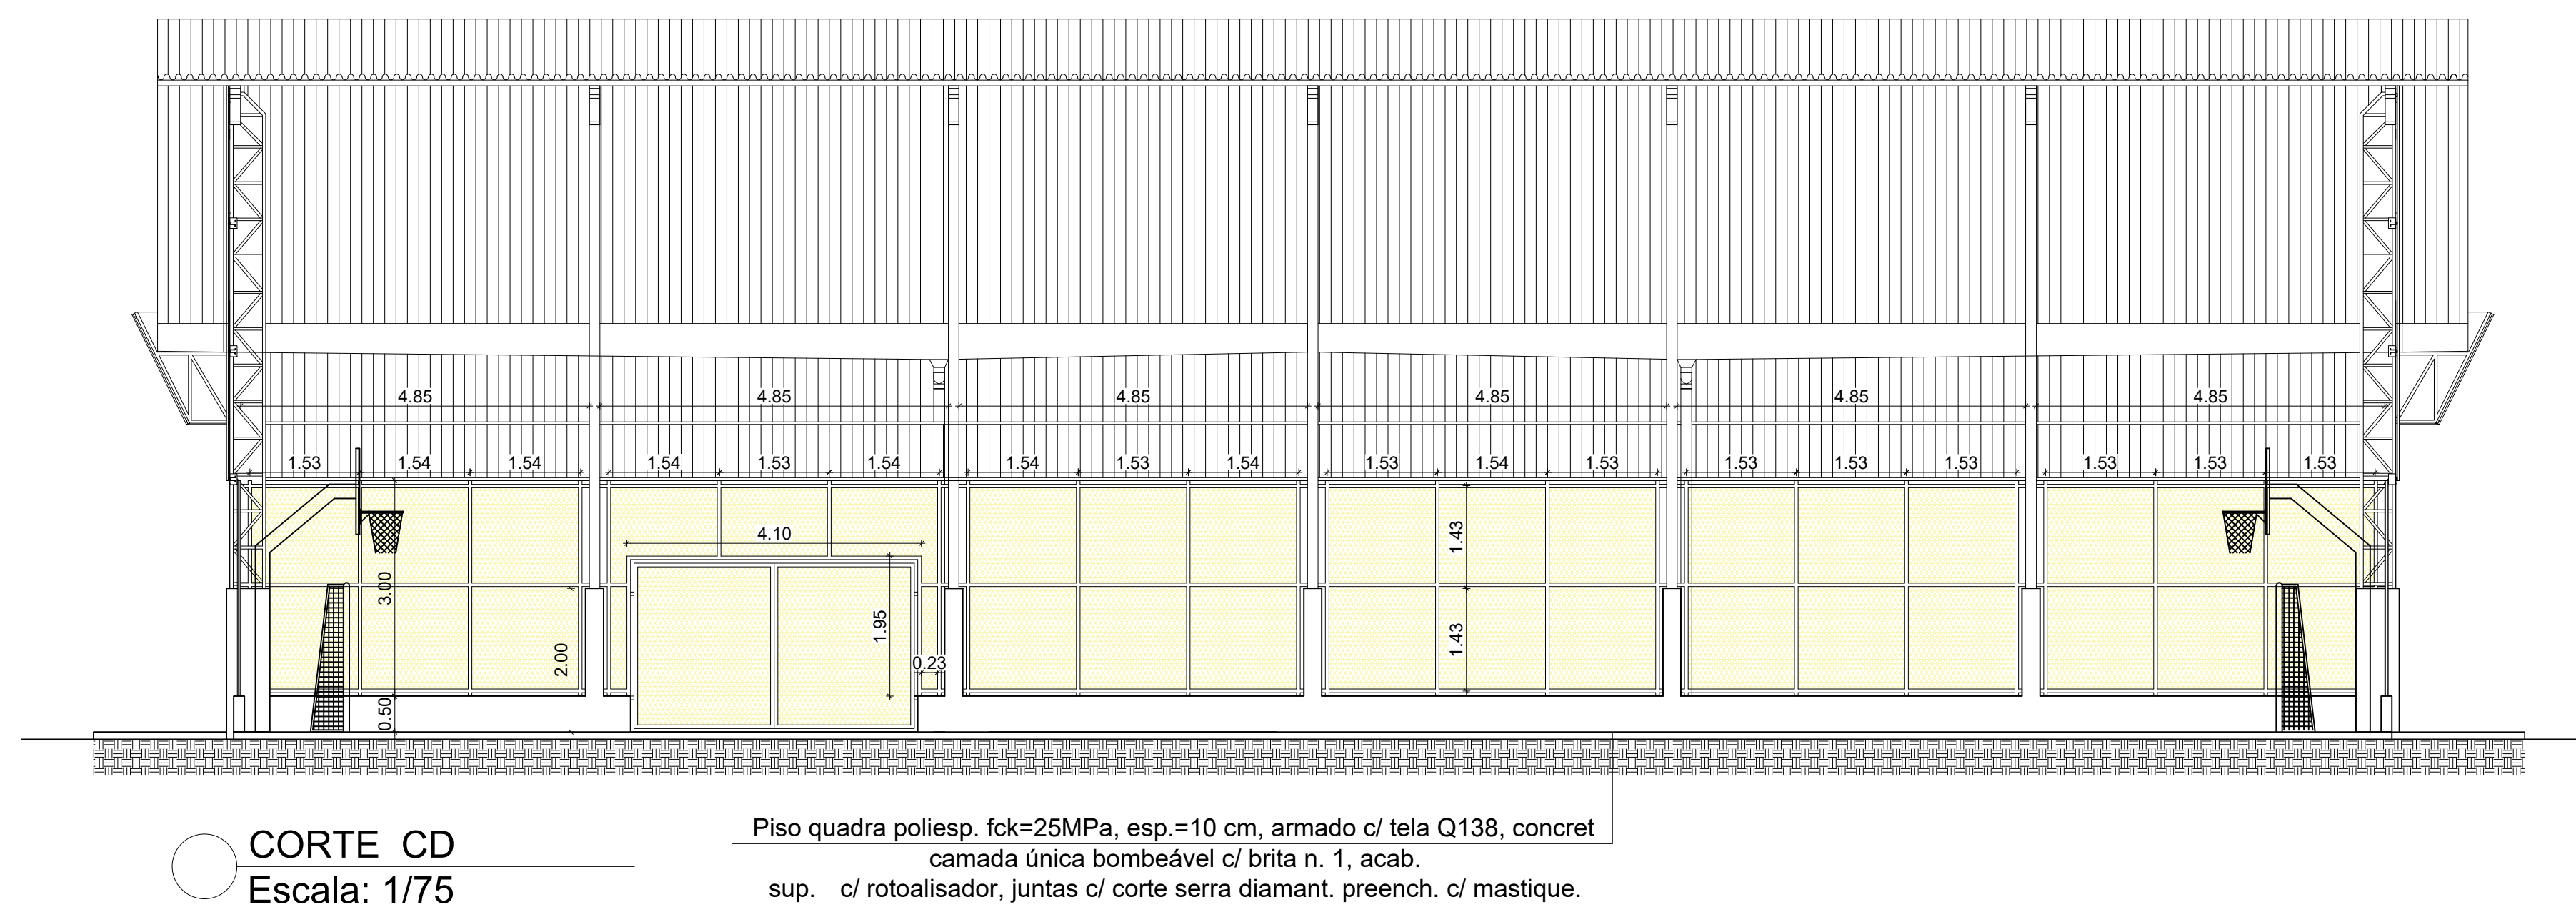 4.85 4.85 4.85 4.85 4.85 4.85
1.53 1.54 1.54 1.54 1.53 1.54 1.54 1.53 1.54 1.53 1.54 1.53 1.53 1.53 1.53 1.53 1.53 1.53
4.10
1.43
3.00
1.95
1.43
2.00
0.23
0.50
Piso quadra poliesp. fck=25MPa, esp.=10 cm, armado c/ tela Q138, concret
camada única bombeável c/ brita n. 1, acab.
sup. c/ rotoalisador, juntas c/ corte serra diamant. preench. c/ mastique.
CORTE CD
Escala: 1/75